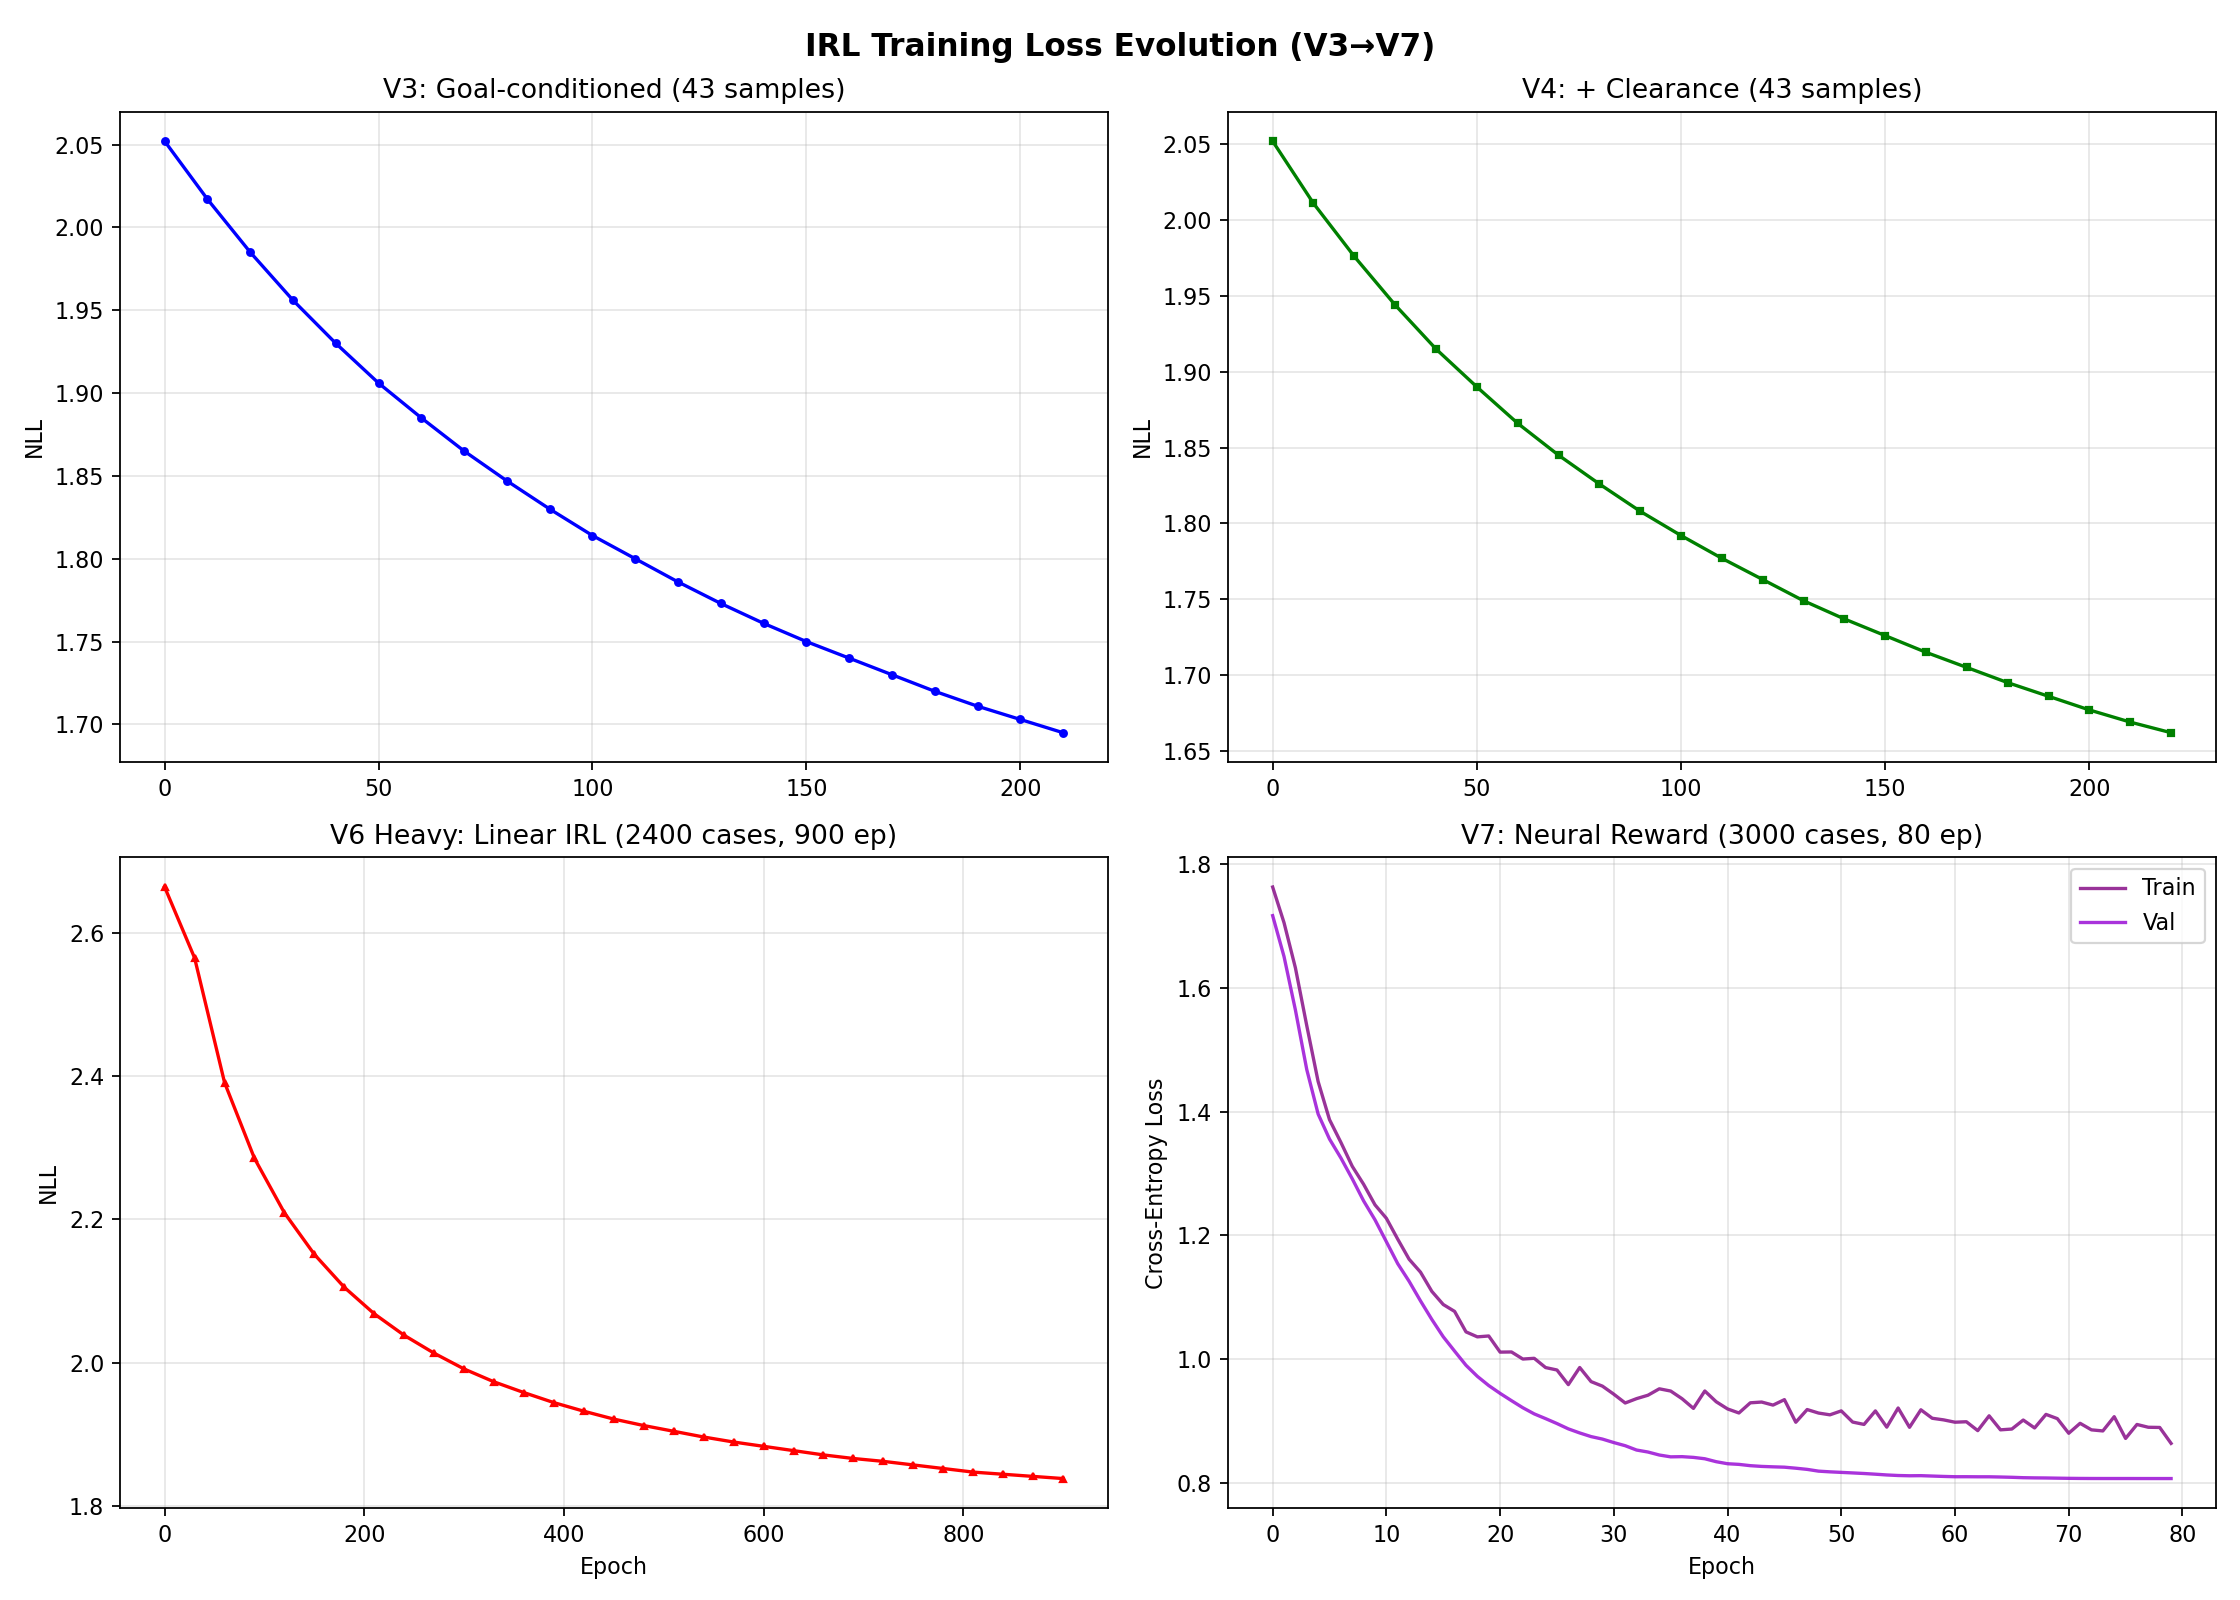 IRL Training Loss Evolution (V3→V7)
V3: Goal-conditioned (43 samples)
NLL
2.05
2.00
1.95
1.90
1.85
1.80
1.75
1.70
0 50 100 150 200
V4: + Clearance (43 samples)
NLL
2.05
2.00
1.95
1.90
1.85
1.80
1.75
1.70
1.65
0 50 100 150 200
V6 Heavy: Linear IRL (2400 cases, 900 ep)
NLL
2.6
2.4
2.2
2.0
1.8
0 200 400 600 800
Epoch
V7: Neural Reward (3000 cases, 80 ep)
Cross-Entropy Loss
1.8
1.6
1.4
1.2
1.0
0.8
Train
Val
0 10 20 30 40 50 60 70 80
Epoch